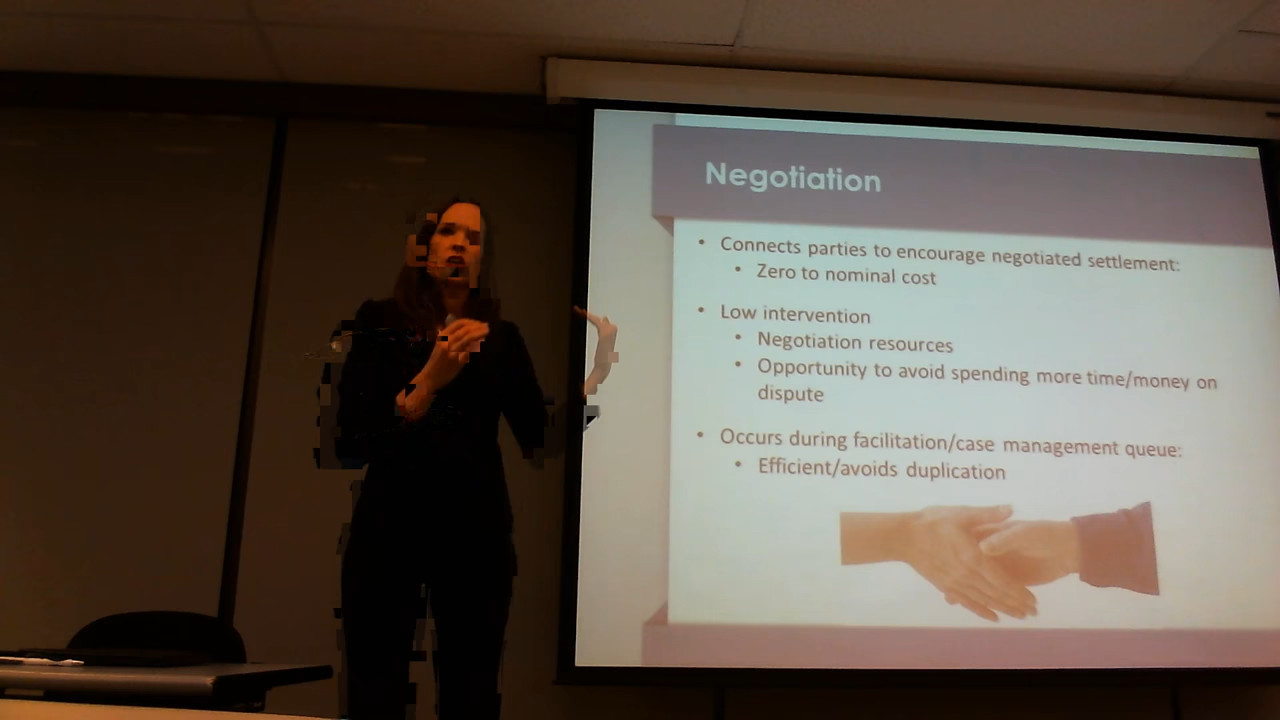 Negotiation
• Connects parties to encourage negotiated settlement:
• Zero to nominal cost
• Low intervention
• Negotiation resources
• Opportunity to avoid spending more time/money on
dispute
• Occurs during facilitation/case management queue:
• Efficient/avoids duplication